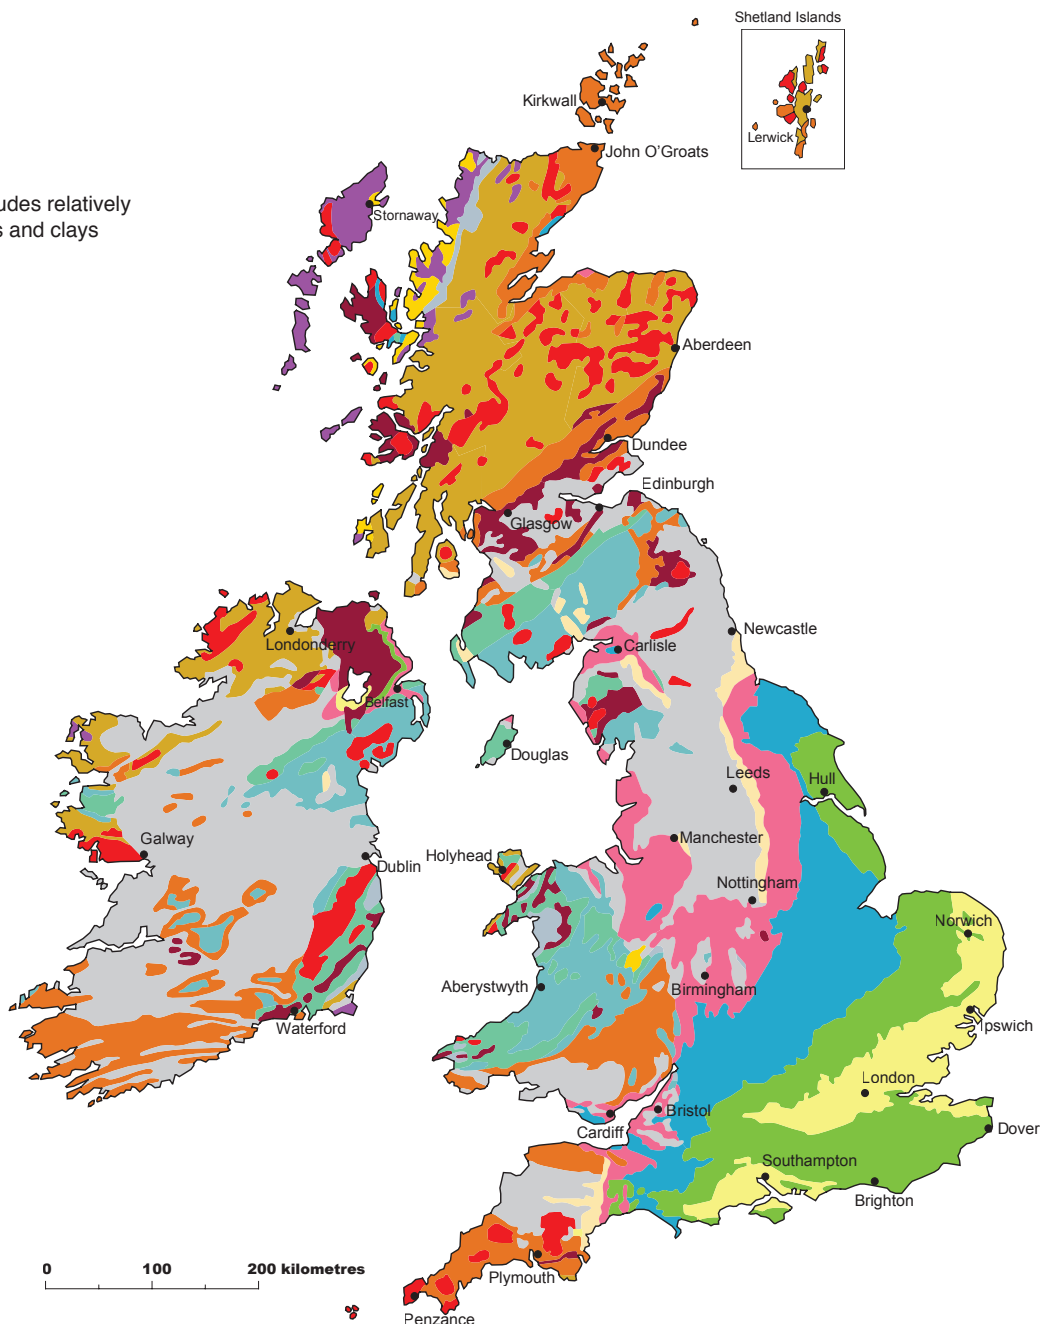 Shetland Islands
Lerwick
Kirkwall
John O'Groats
udes relatively
s and clays
Stornaway
Aberdeen
Dundee
Edinburgh
Glasgow
Londonderry
Belfast
Newcastle
Carlisle
Douglas
Leeds
Hull
Galway
Dublin
Holyhead
Manchester
Nottingham
Norwich
Aberystwyth
Birmingham
Waterford
Ipswich
London
Bristol
Cardiff
Dover
Southampton
Brighton
Plymouth
Penzance
0 100 200 kilometres